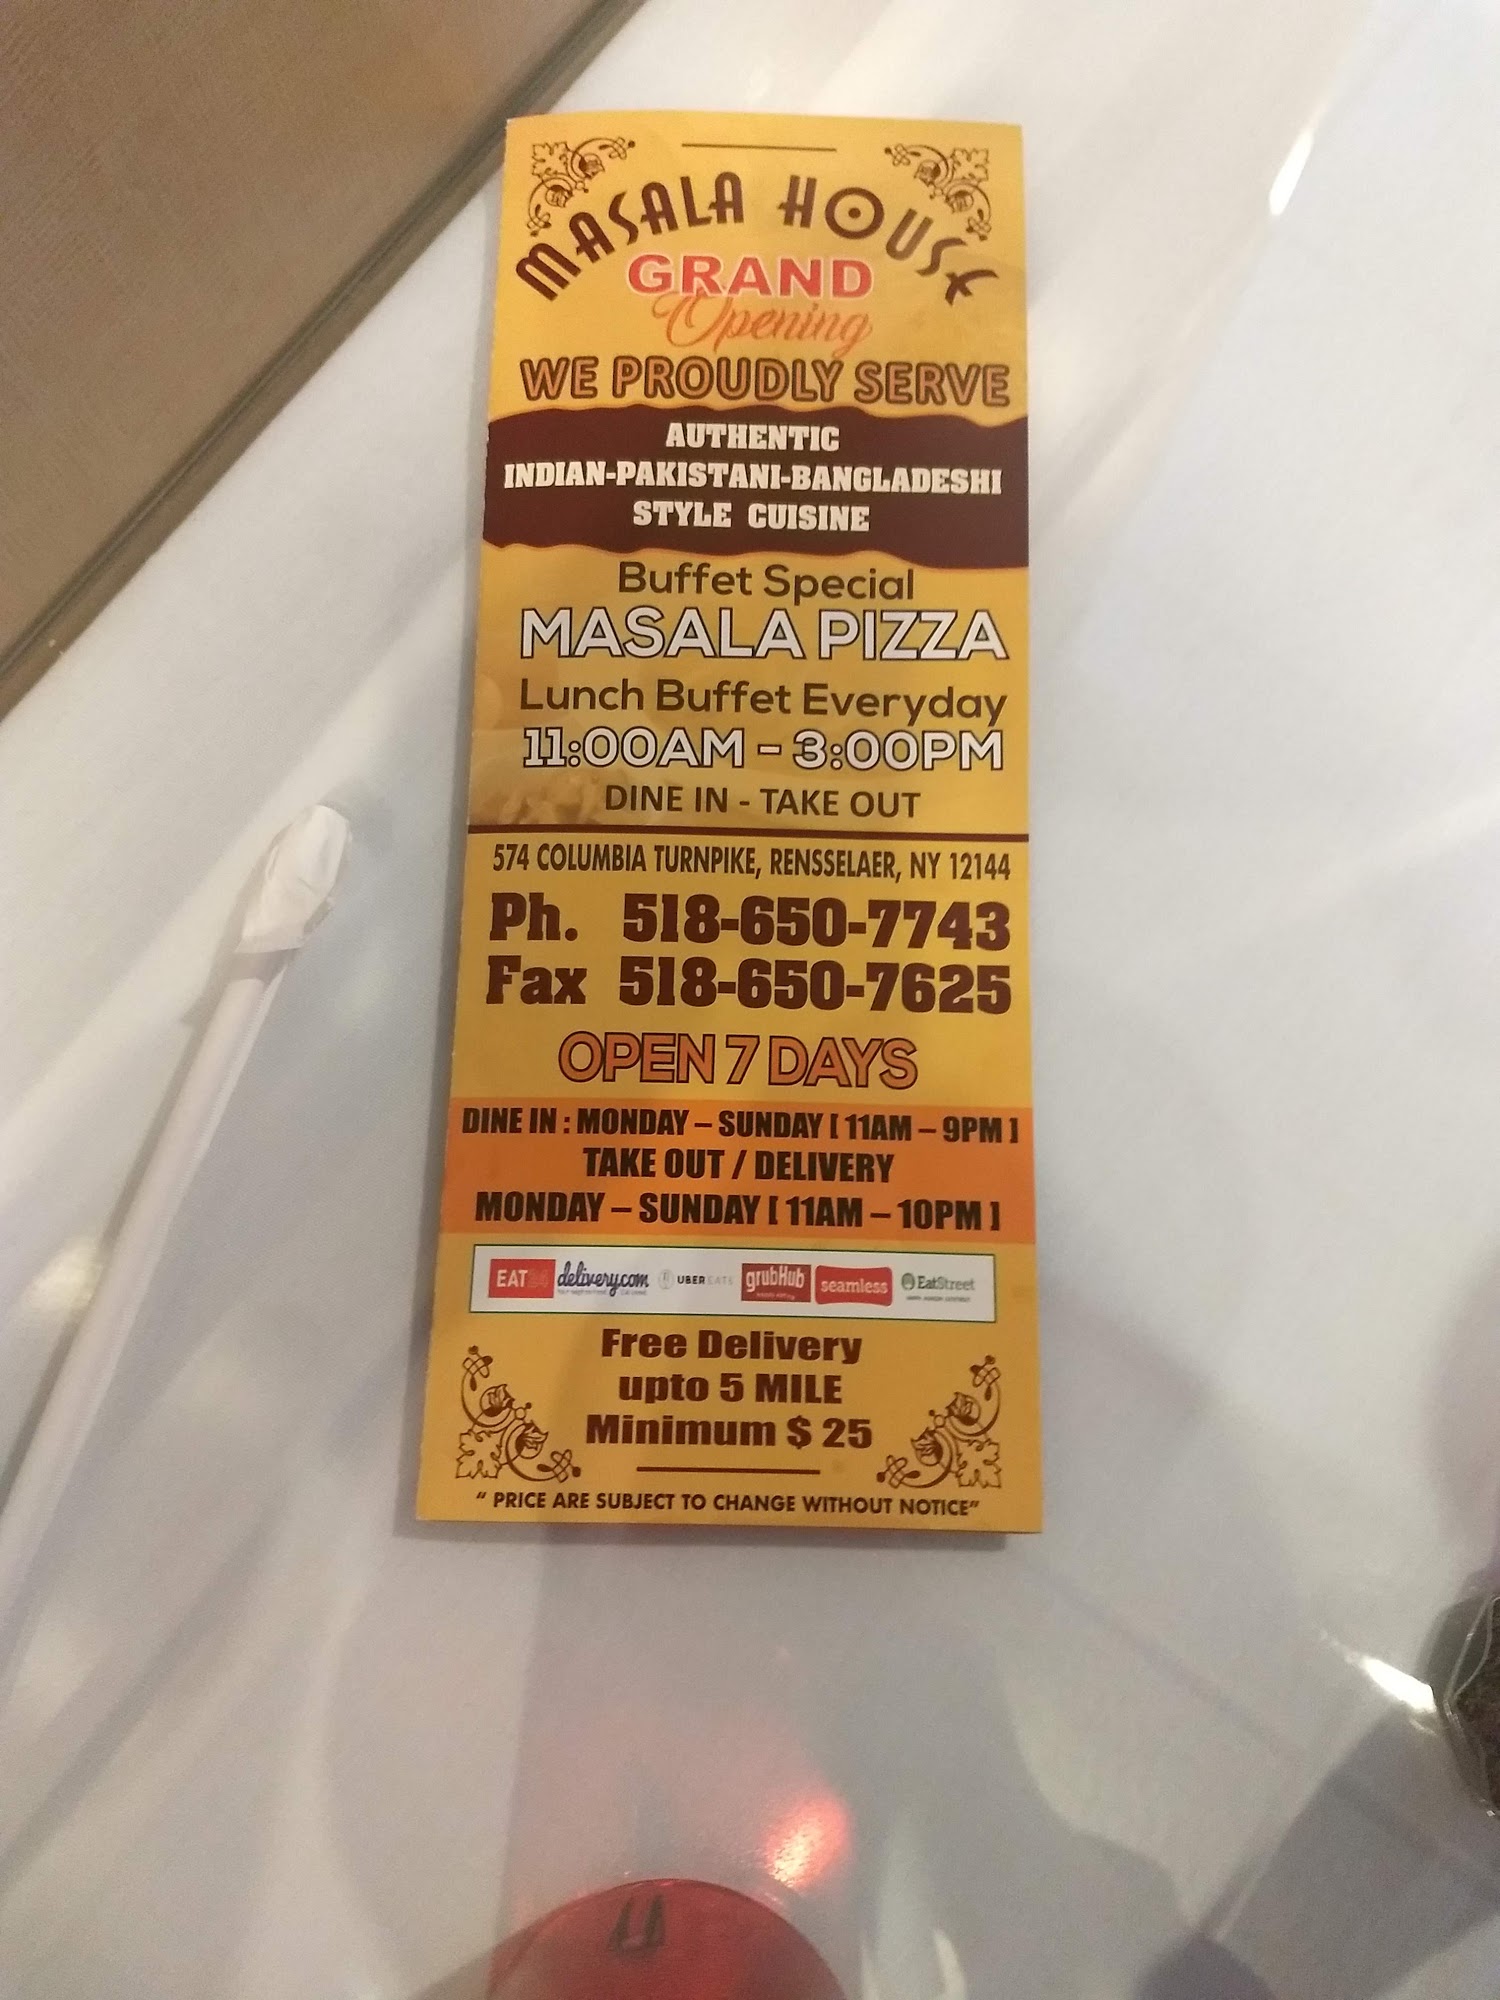 MASALA HOUSE
GRAND
Opening
WE PROUDLY SERVE
AUTHENTIC
INDIAN-PAKISTANI-BANGLADESHI
STYLE CUISINE
Buffet Special
MASALA PIZZA
Lunch Buffet Everyday
11:00AM - 3:00PM
DINE IN - TAKE OUT
574 COLUMBIA TURNPIKE, RENSSELAER, NY 12144
Ph. 518-650-7743
Fax 518-650-7625
OPEN 7 DAYS
DINE IN : MONDAY – SUNDAY [ 11AM – 9PM ]
TAKE OUT / DELIVERY
MONDAY – SUNDAY [ 11AM – 10PM ]
EAT24 delivery.com UBER EATS grubHub seamless EatStreet
Free Delivery
upto 5 MILE
Minimum $ 25
“ PRICE ARE SUBJECT TO CHANGE WITHOUT NOTICE”